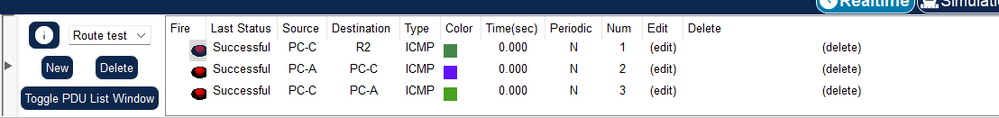 Realtime Simulati
Route test
New Delete
Toggle PDU List Window
Fire Last Status Source Destination Type Color Time(sec) Periodic Num Edit Delete
Successful PC-C R2 ICMP 0.000 N 1 (edit) (delete)
Successful PC-A PC-C ICMP 0.000 N 2 (edit) (delete)
Successful PC-C PC-A ICMP 0.000 N 3 (edit) (delete)